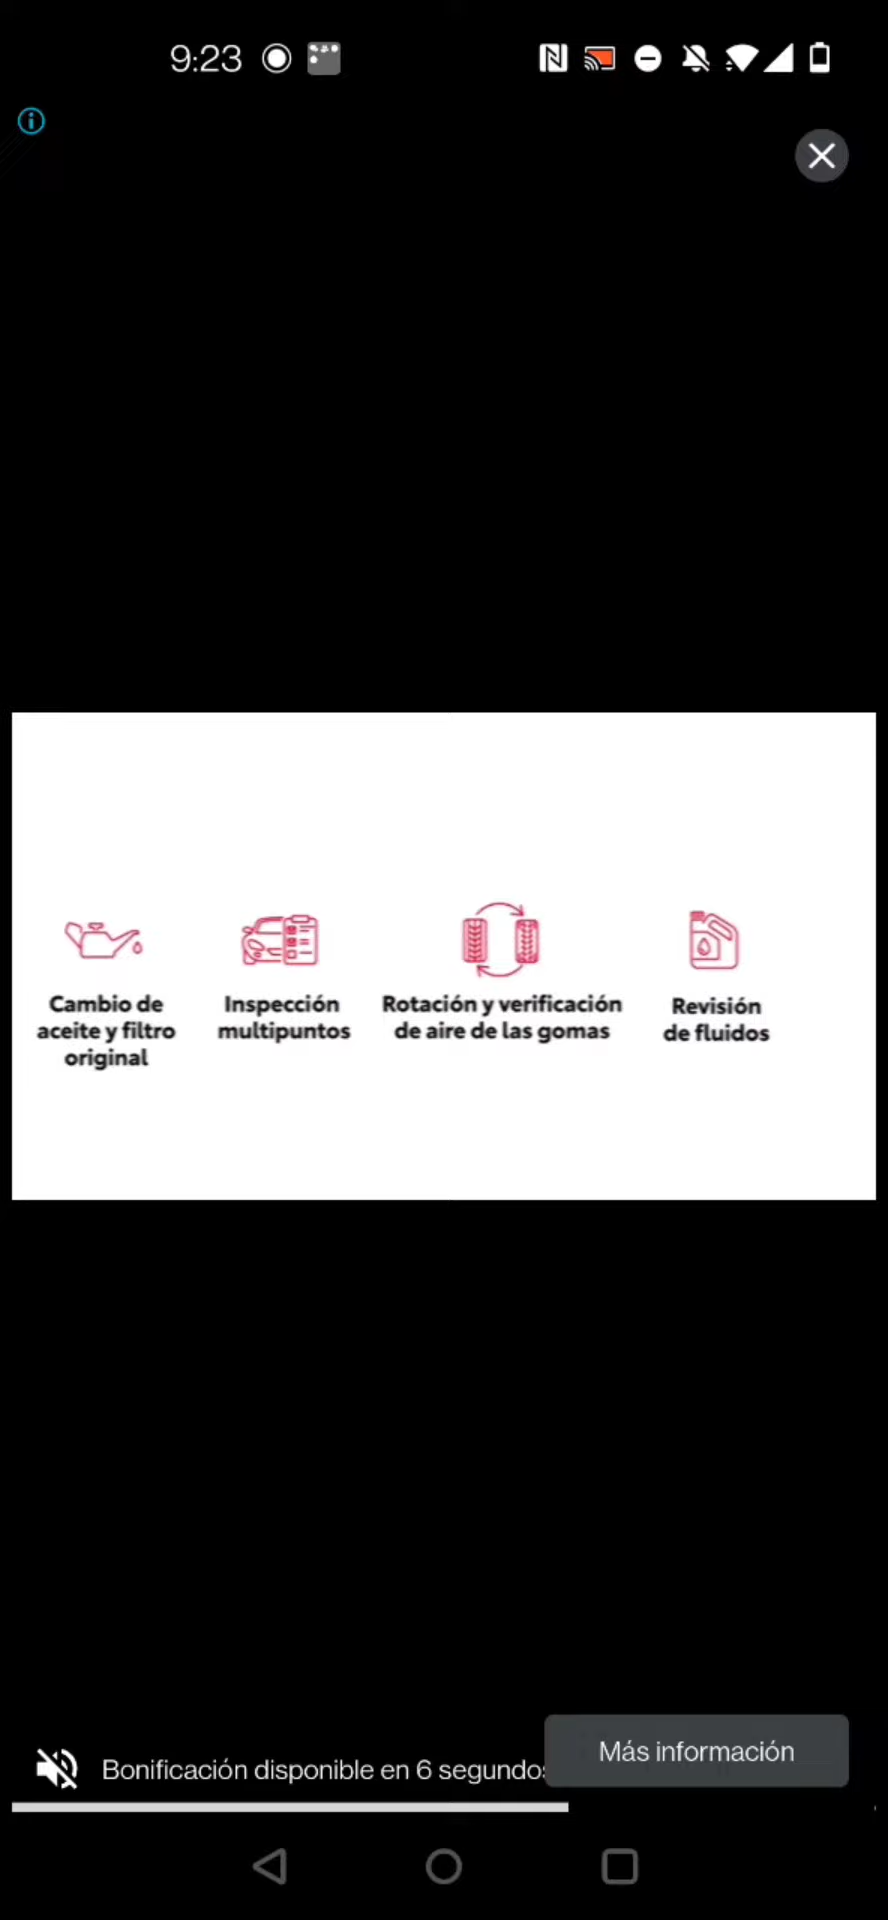 9:23
Cambio de
aceite y filtro
original
Inspección
multipuntos
Rotación y verificación
de aire de las gomas
Revisión
de fluidos
Bonificación disponible en 6 segundos
Más información